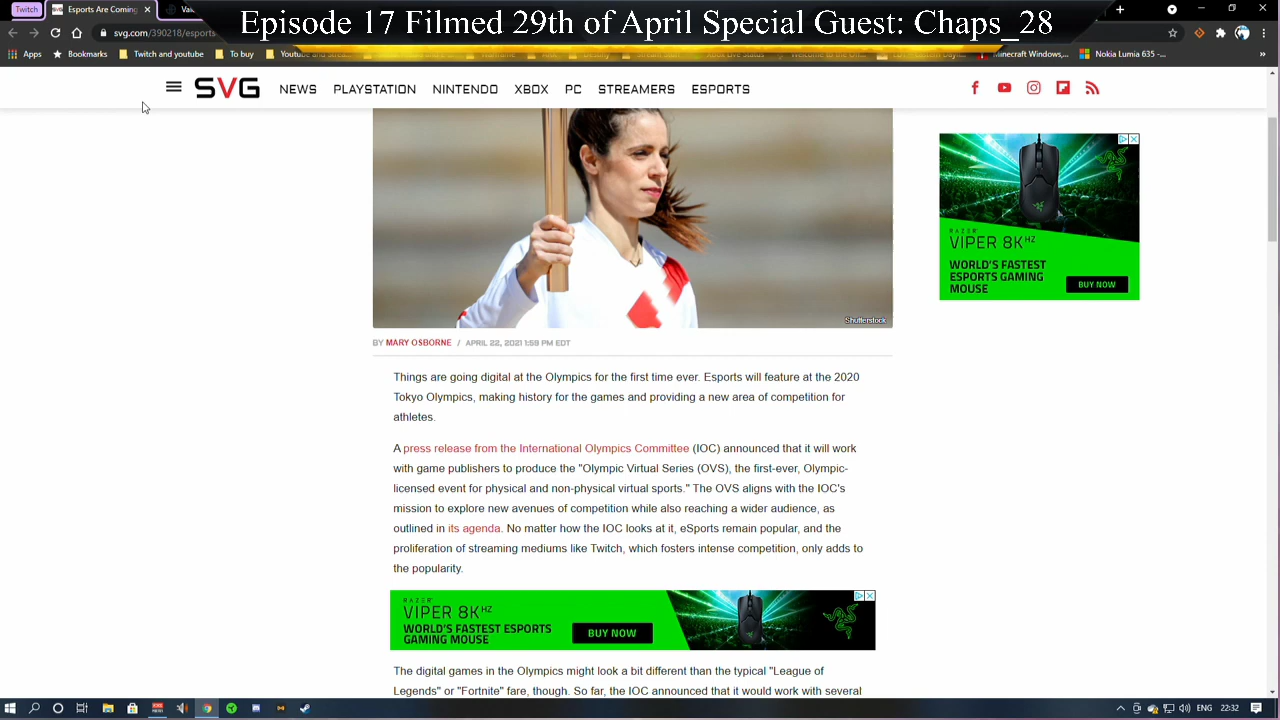 Episode 17 Filmed 29th of April Special Guest: Chaps_28
Twitch
Esports Are Coming
svg.com/390218/esports
Apps
Bookmarks
Twitch and youtube
To buy
Minecraft Windows,...
Nokia Lumia 635 -...
SVG
NEWS PLAYSTATION NINTENDO XBOX PC STREAMERS ESPORTS
Shutterstock
RAZER
VIPER 8K HZ
WORLD'S FASTEST
ESPORTS GAMING
MOUSE
BUY NOW
BY MARY OSBORNE / APRIL 22, 2021 1:59 PM EDT
Things are going digital at the Olympics for the first time ever. Esports will feature at the 2020
Tokyo Olympics, making history for the games and providing a new area of competition for
athletes.
A press release from the International Olympics Committee (IOC) announced that it will work
with game publishers to produce the "Olympic Virtual Series (OVS), the first-ever, Olympic-
licensed event for physical and non-physical virtual sports." The OVS aligns with the IOC's
mission to explore new avenues of competition while also reaching a wider audience, as
outlined in its agenda. No matter how the IOC looks at it, eSports remain popular, and the
proliferation of streaming mediums like Twitch, which fosters intense competition, only adds to
the popularity.
RAZER
VIPER 8K HZ
WORLD'S FASTEST ESPORTS
GAMING MOUSE
BUY NOW
The digital games in the Olympics might look a bit different than the typical "League of
Legends" or "Fortnite" fare, though. So far, the IOC announced that it would work with several
ENG 22:32